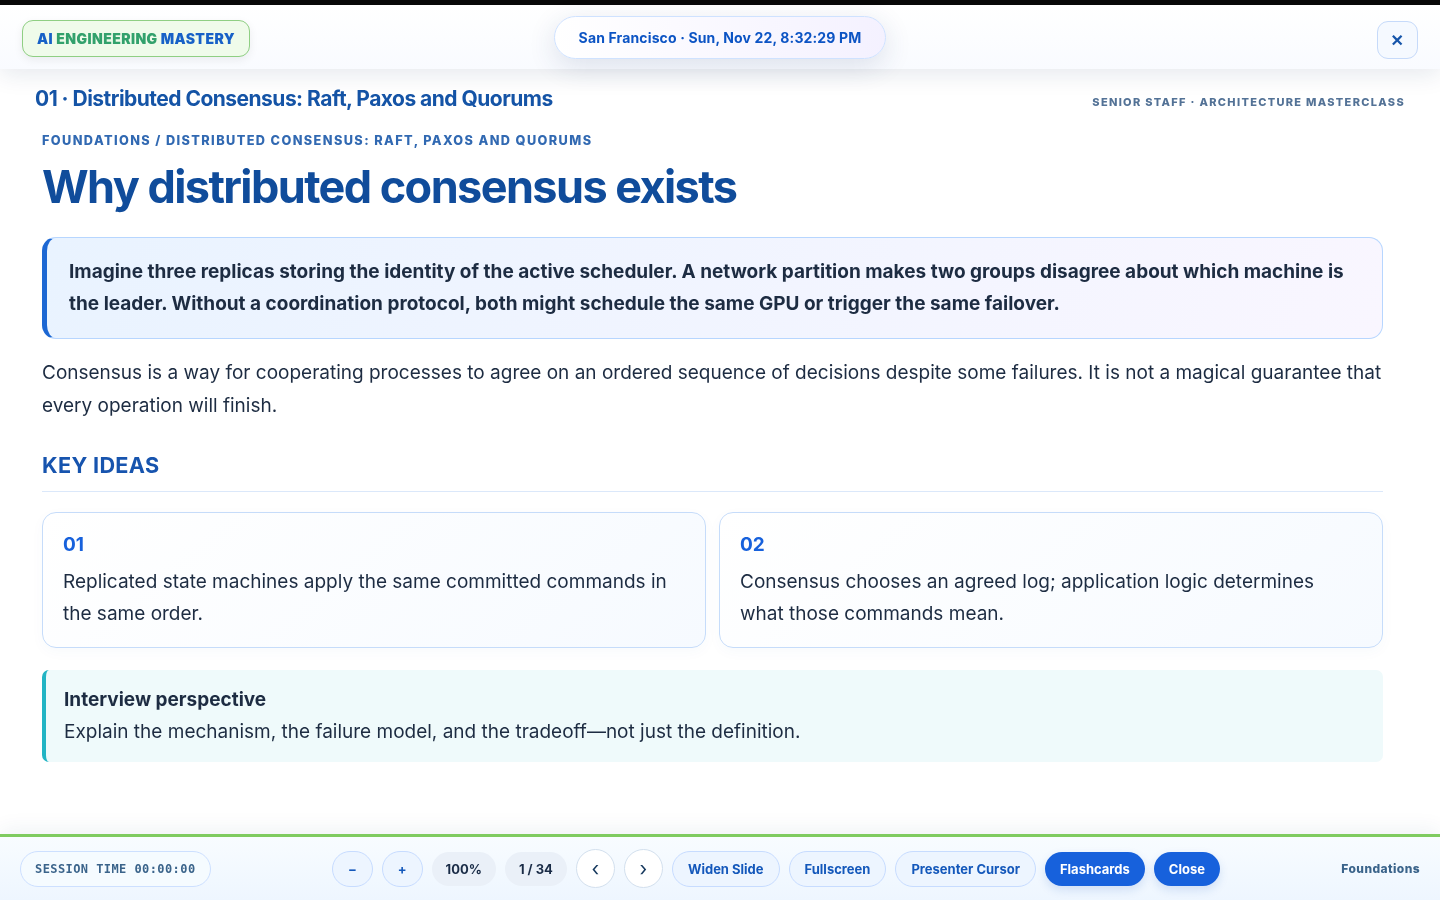 AI ENGINEERING MASTERY
San Francisco · Sun, Nov 22, 8:32:29 PM
✕
01 · Distributed Consensus: Raft, Paxos and Quorums
SENIOR STAFF · ARCHITECTURE MASTERCLASS
FOUNDATIONS / DISTRIBUTED CONSENSUS: RAFT, PAXOS AND QUORUMS
Why distributed consensus exists
Imagine three replicas storing the identity of the active scheduler. A network partition makes two groups disagree about which machine is
the leader. Without a coordination protocol, both might schedule the same GPU or trigger the same failover.
Consensus is a way for cooperating processes to agree on an ordered sequence of decisions despite some failures. It is not a magical guarantee that
every operation will finish.
KEY IDEAS
01
Replicated state machines apply the same committed commands in
the same order.
02
Consensus chooses an agreed log; application logic determines
what those commands mean.
Interview perspective
Explain the mechanism, the failure model, and the tradeoff—not just the definition.
SESSION TIME 00:00:00
− + 100% 1 / 34 ‹ › Widen Slide Fullscreen Presenter Cursor Flashcards Close
Foundations